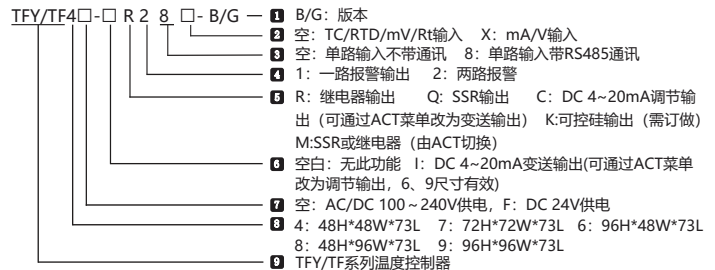 TFY/TF4□-□ R 2 8 □- B/G
1 B/G：版本
2 空：TC/RTD/mV/Rt输入 X：mA/V输入
3 空：单路输入不带通讯 8：单路输入带RS485通讯
4 1：一路报警输出 2：两路报警
5 R：继电器输出 Q：SSR输出 C：DC 4~20mA调节输
出（可通过ACT菜单改为变送输出） K:可控硅输出（需订做）
M:SSR或继电器（由ACT切换）
6 空白：无此功能 I：DC 4~20mA变送输出(可通过ACT菜单
改为调节输出，6、9尺寸有效)
7 空：AC/DC 100～240V供电，F：DC 24V供电
8 4：48H*48W*73L 7：72H*72W*73L 6：96H*48W*73L
8：48H*96W*73L 9：96H*96W*73L
9 TFY/TF系列温度控制器